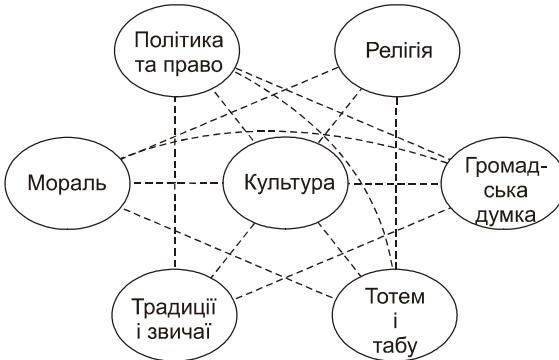 Політика
та право
Релігія
Мораль
Культура
Громад-
ська
думка
Традиції
і звичаї
Тотем
і
табу